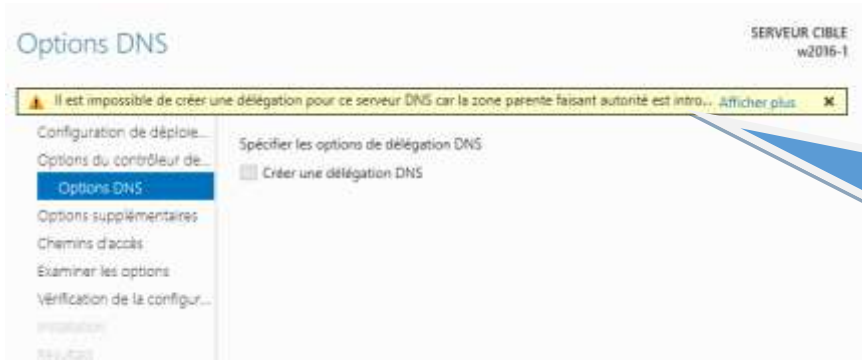 Options DNS
SERVEUR CIBLE
w2016-1
Il est impossible de créer une délégation pour ce serveur DNS car la zone parente faisant autorité est intro... Afficher plus
Configuration de déploie...
Spécifier les options de délégation DNS
Options du contrôleur de...
Créer une délégation DNS
Options DNS
Options supplémentaires
Chemins d'accès
Examiner les options
Vérification de la configur...
Installation
Résultats